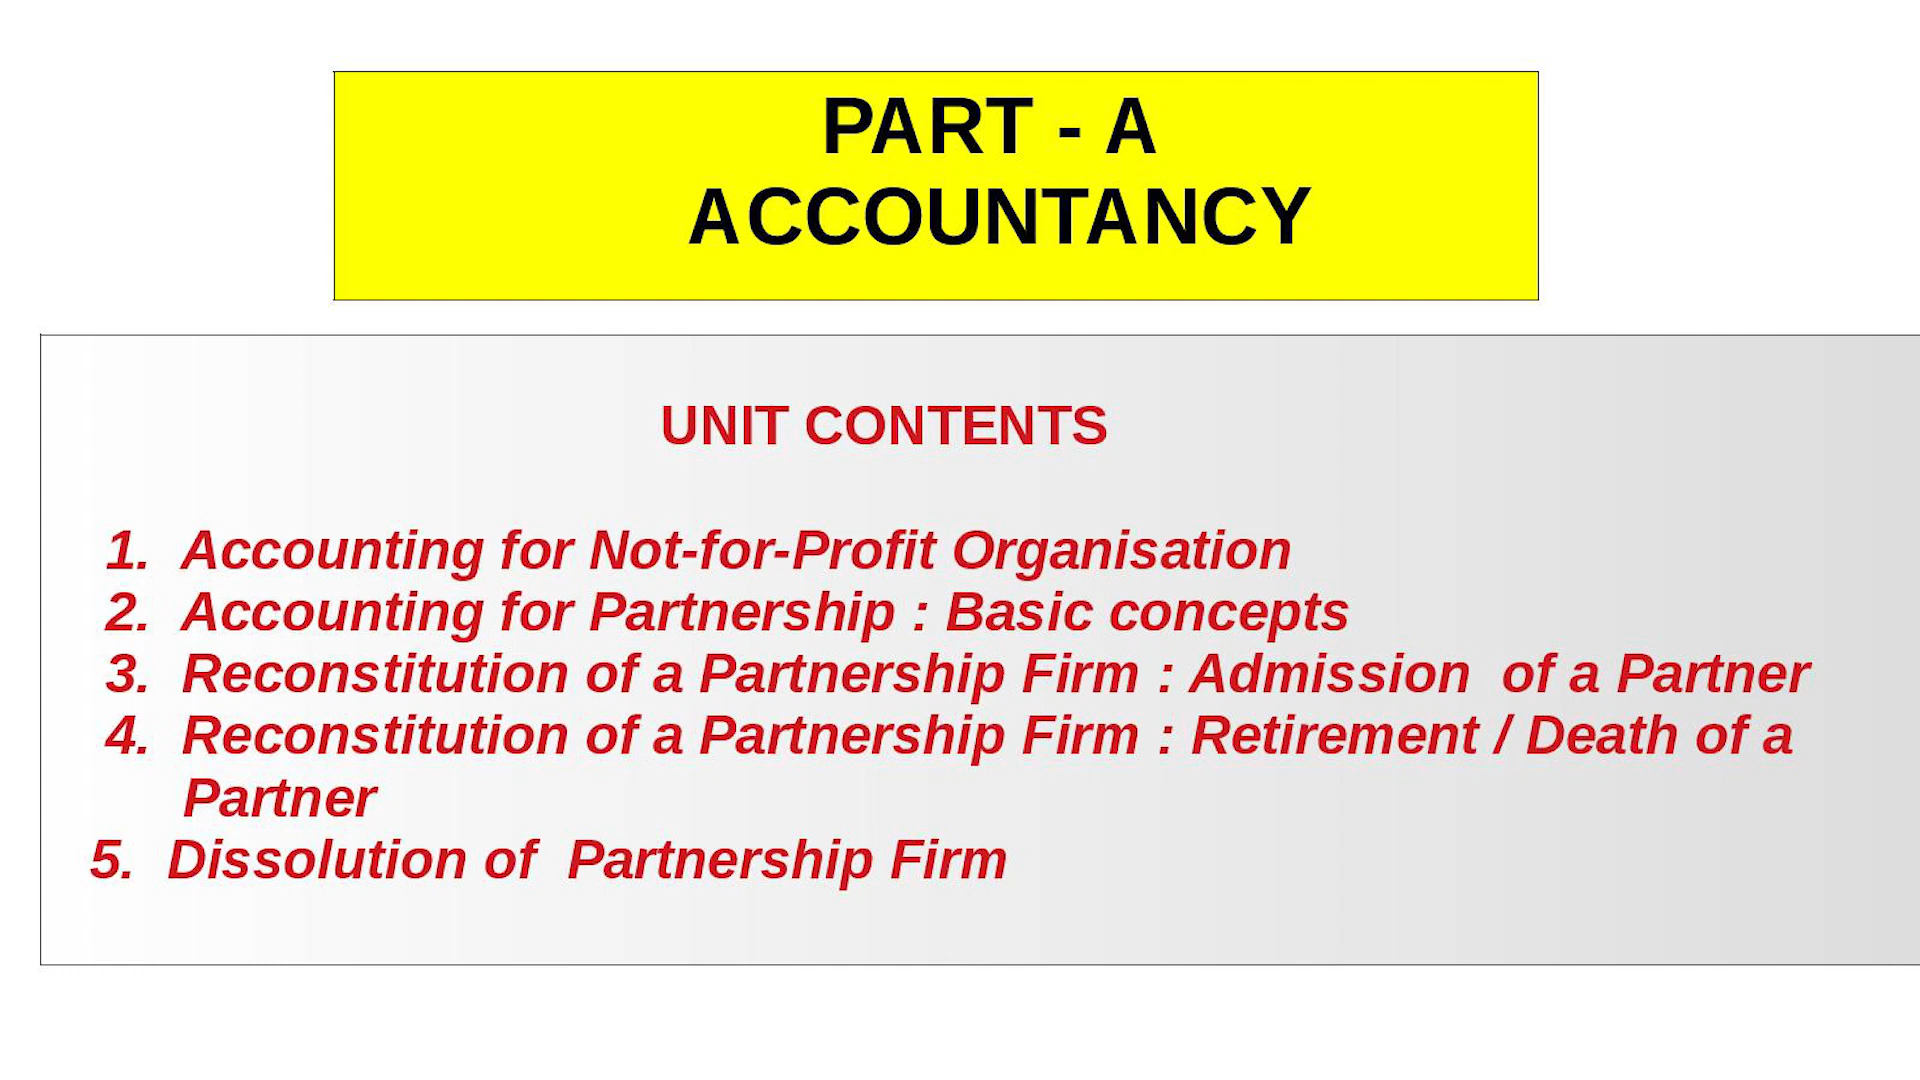 PART - A
ACCOUNTANCY
UNIT CONTENTS
1. Accounting for Not-for-Profit Organisation
2. Accounting for Partnership : Basic concepts
3. Reconstitution of a Partnership Firm : Admission of a Partner
4. Reconstitution of a Partnership Firm : Retirement / Death of a
Partner
5. Dissolution of Partnership Firm